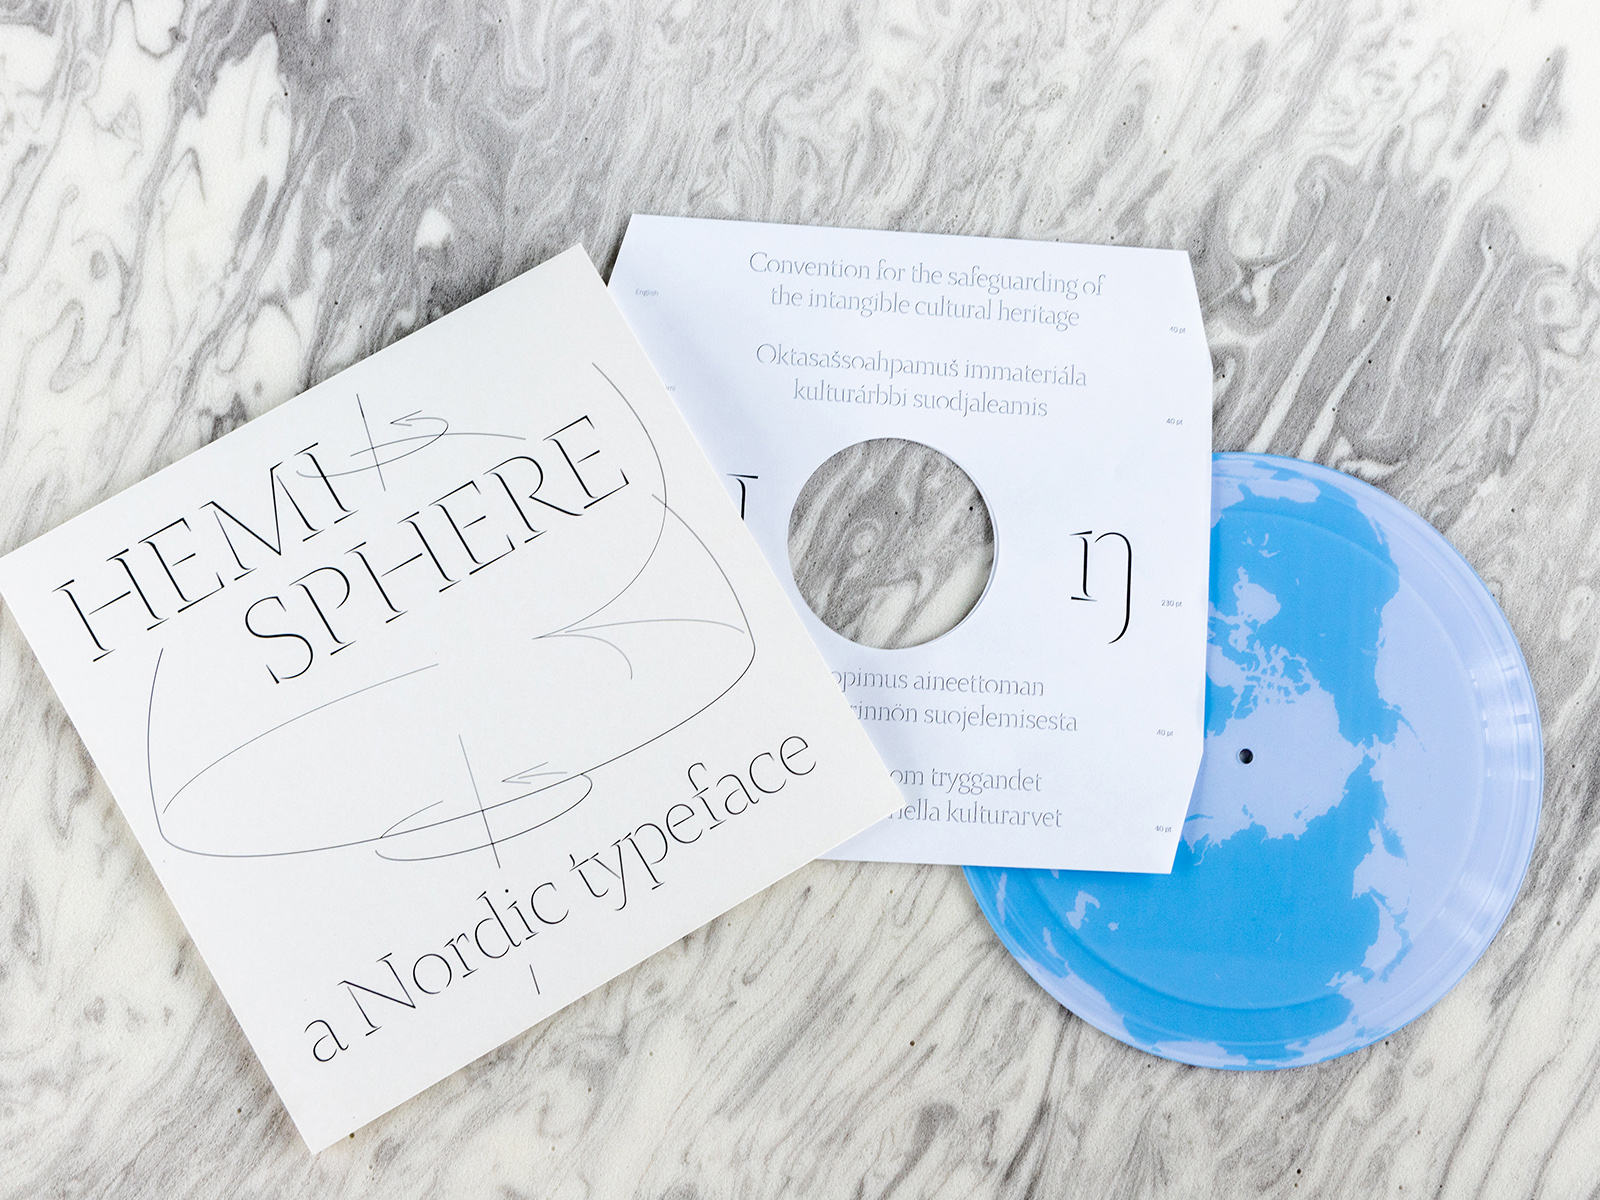 HEMI
SPHERE
a Nordic typeface
English
Convention for the safeguarding of
the intangible cultural heritage
40 pt
Oktasašsoahpamuš immateriála
kulturárbbi suodjaleamis
40 pt
ŋ
230 pt
opimus aineettoman
rinnön suojelemisesta
40 pt
om tryggandet
nella kulturarvet
40 pt